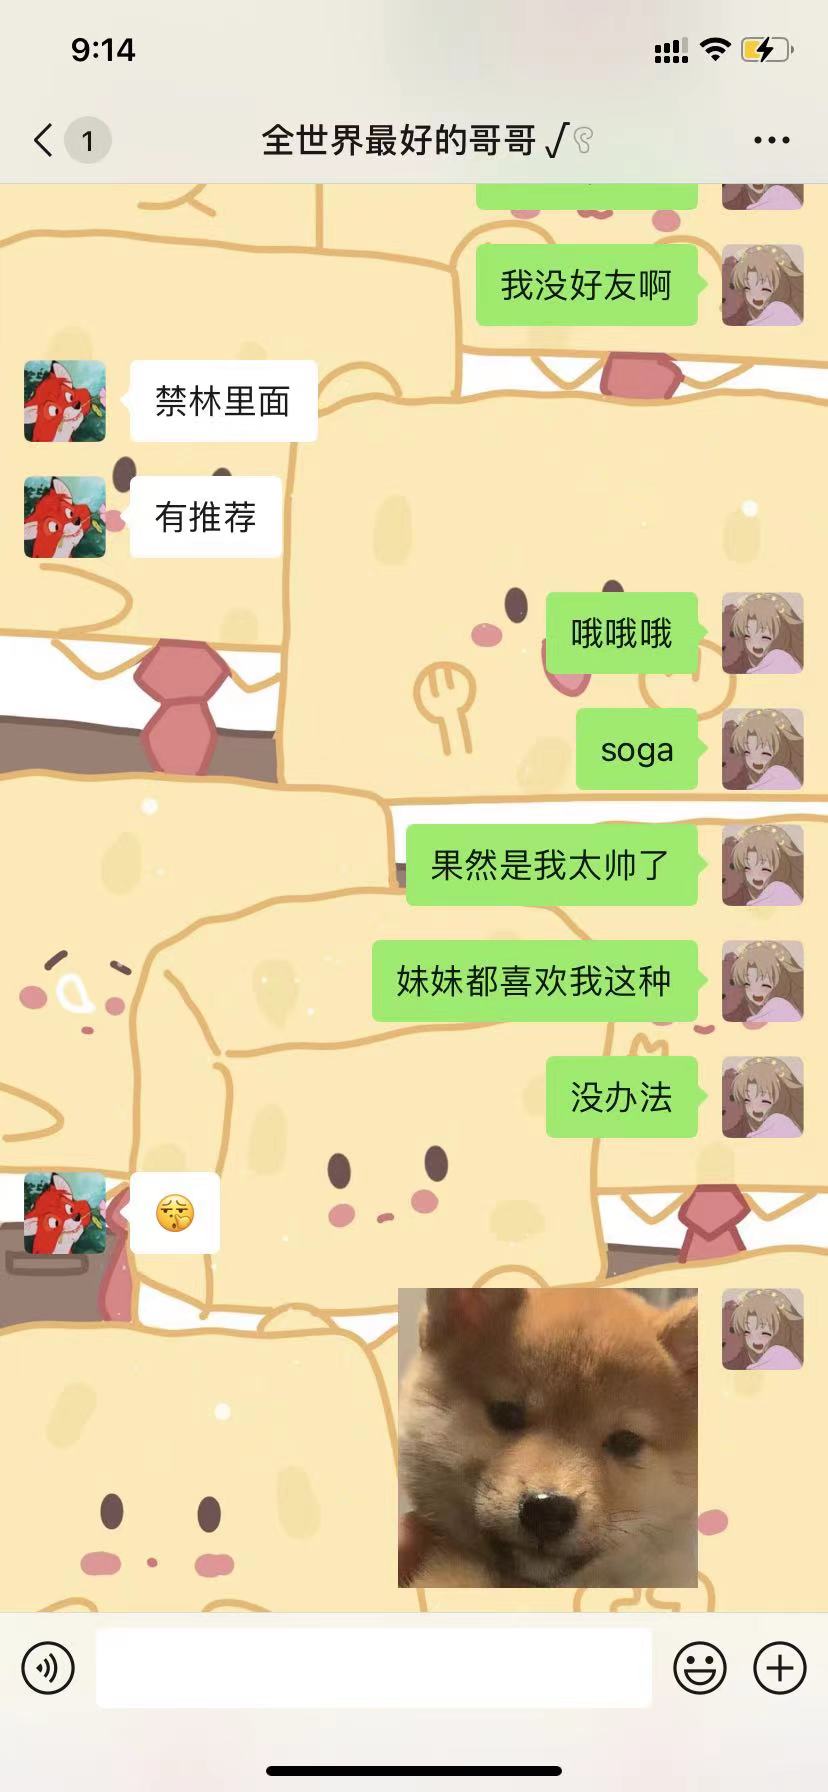 9:14
1
全世界最好的哥哥√
我没好友啊
禁林里面
有推荐
哦哦哦
soga
果然是我太帅了
妹妹都喜欢我这种
没办法